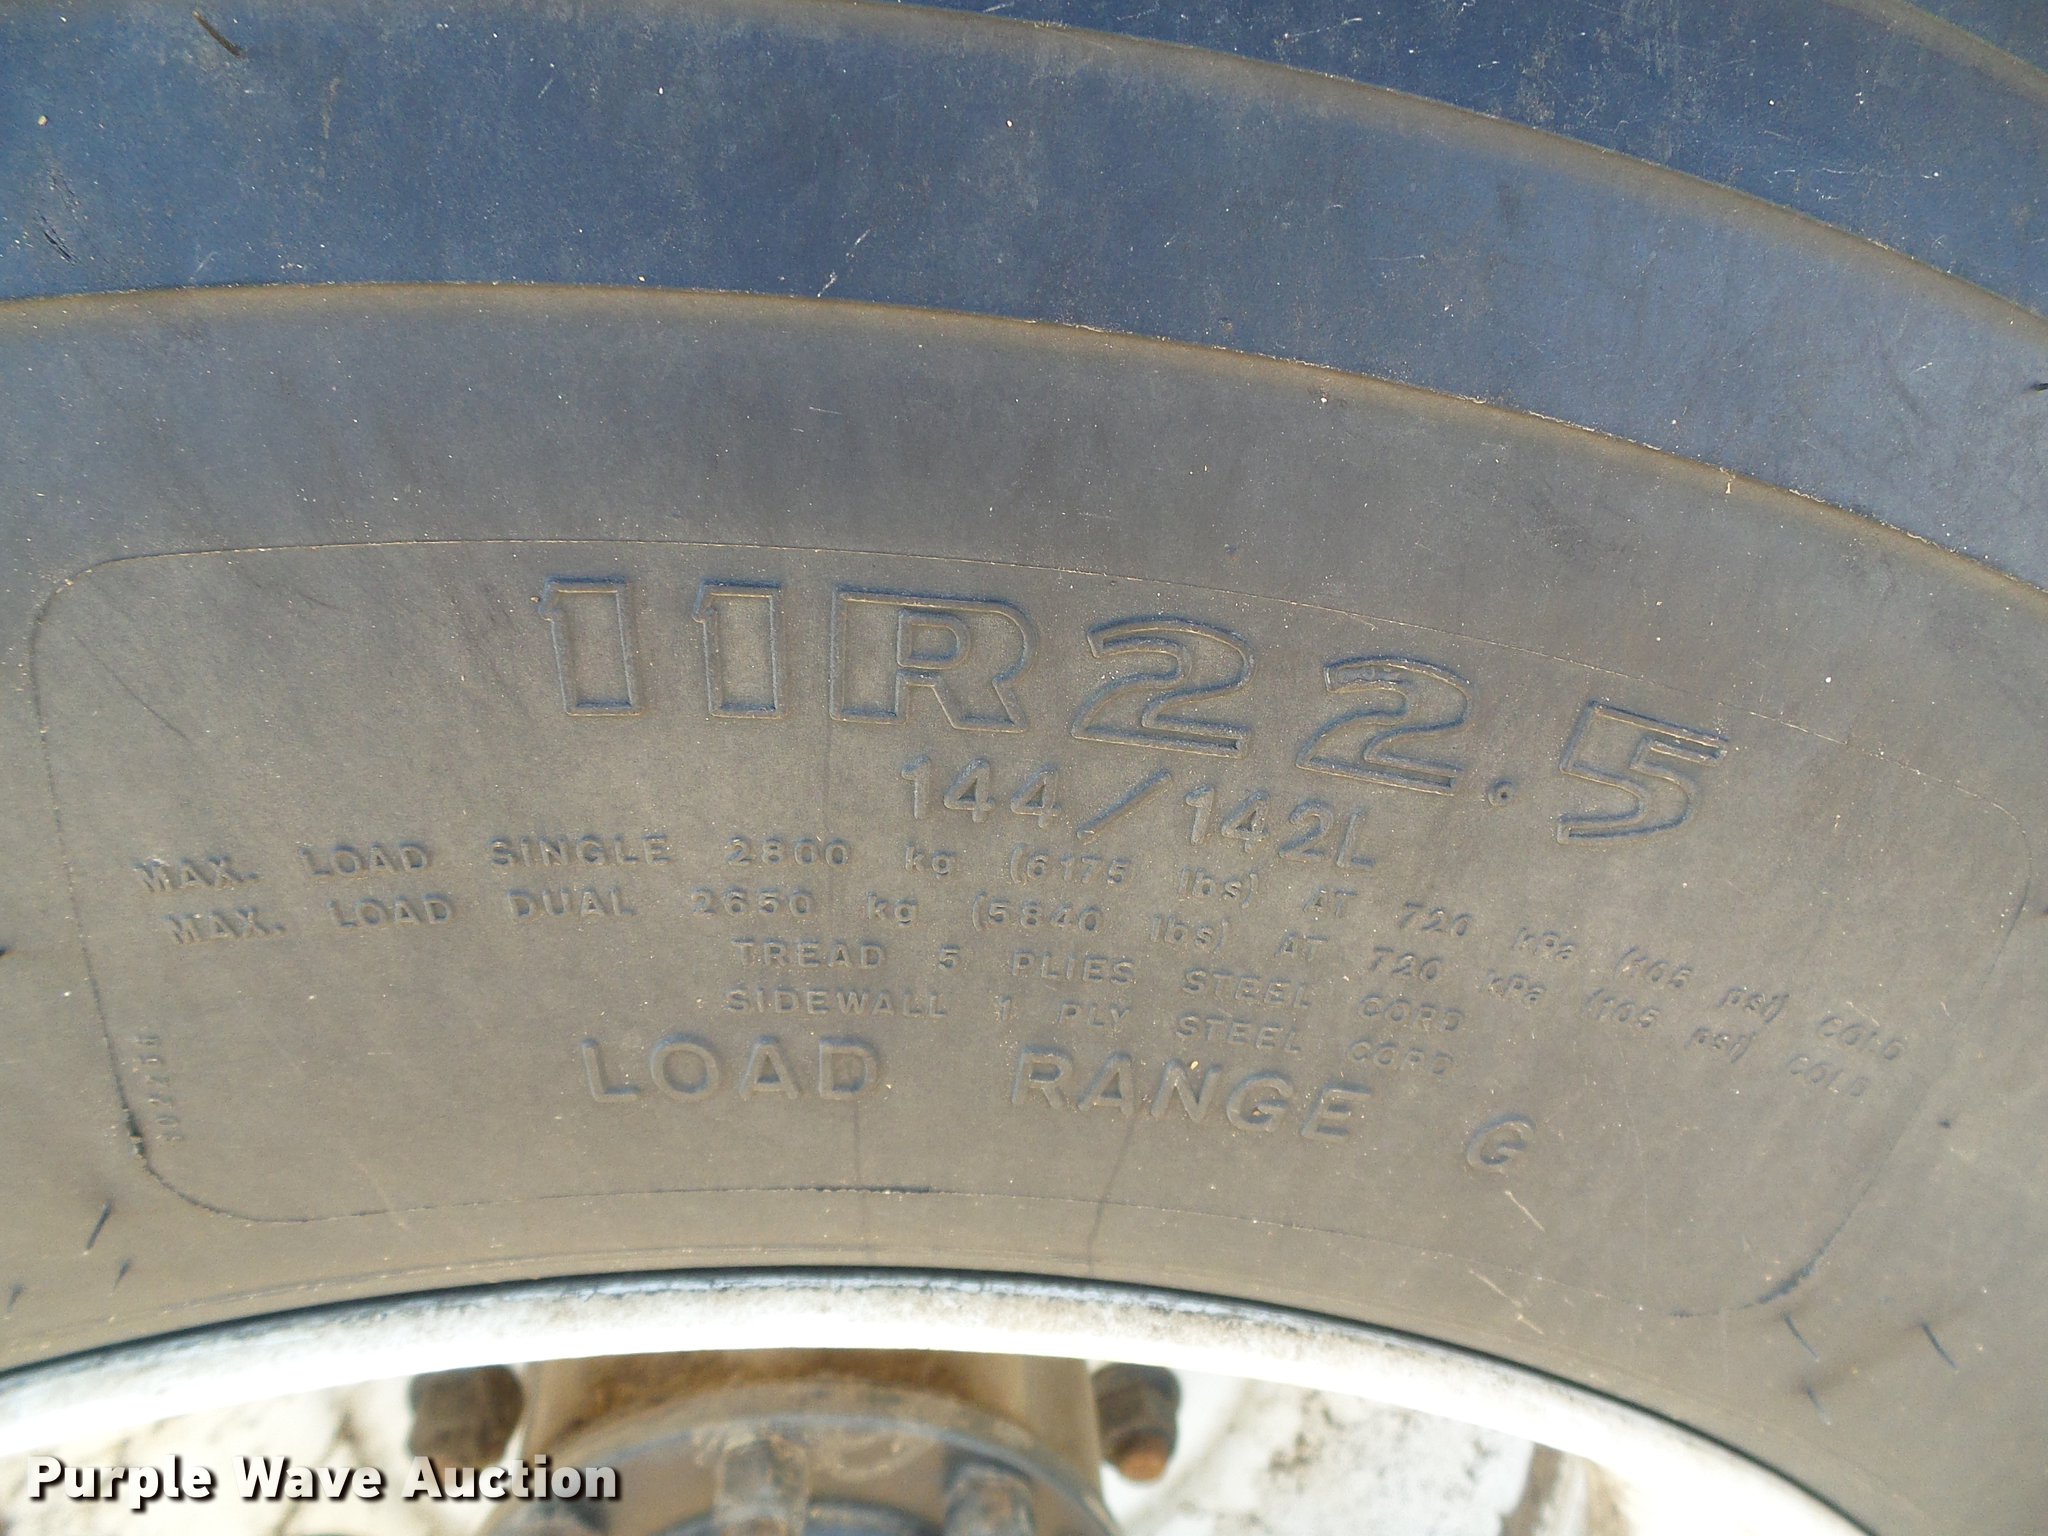 11R22.5
144/142L
MAX. LOAD SINGLE 2800 kg (6175 lbs) AT 720 kPa (105 psi) COLD
MAX. LOAD DUAL 2650 kg (5840 lbs) AT 720 kPa (105 psi) COLD
TREAD 5 PLIES STEEL CORD
SIDEWALL 1 PLY STEEL CORD
LOAD RANGE G
Purple Wave Auction